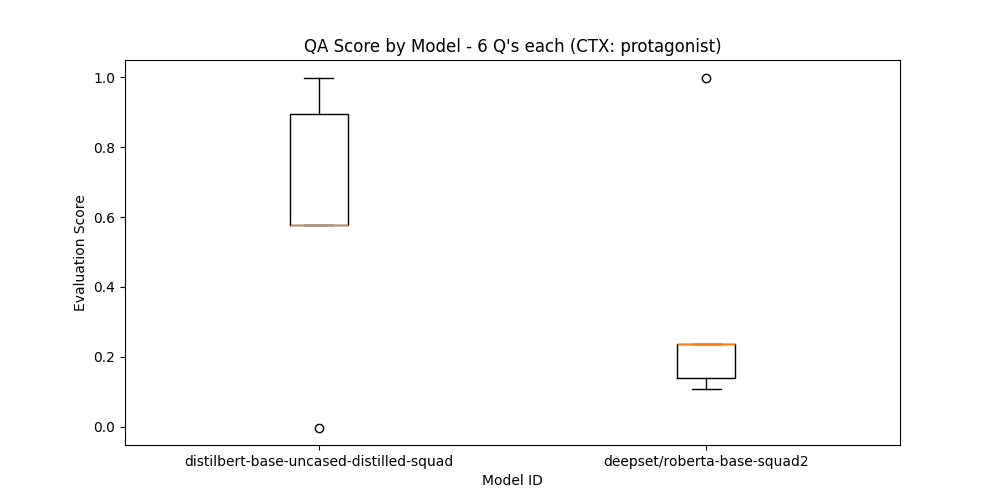 QA Score by Model - 6 Q's each (CTX: protagonist)
1.0
0.8
0.6
0.4
0.2
0.0
Evaluation Score
distilbert-base-uncased-distilled-squad
deepset/roberta-base-squad2
Model ID